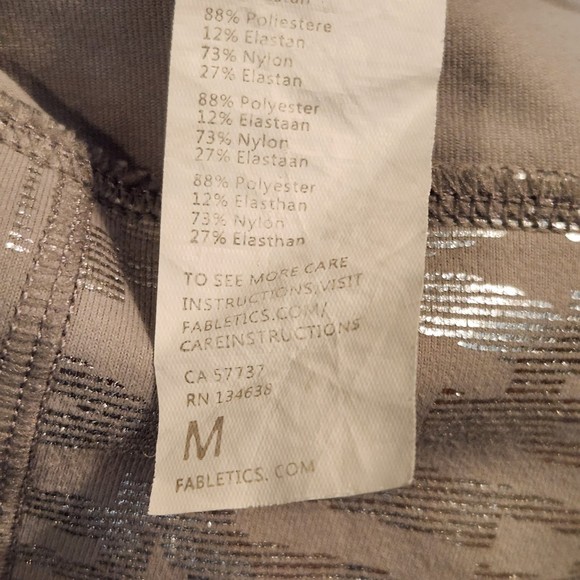 88% Poliestere
12% Elastan
73% Nylon
27% Elastan
88% Polyester
12% Elastaan
73% Nylon
27% Elastaan
88% Polyester
12% Elasthan
73% Nylon
27% Elasthan
TO SEE MORE CARE
INSTRUCTIONS,VISIT
FABLETICS.COM/
CAREINSTRUCTIONS
CA 57737
RN 134638
M
FABLETICS. COM